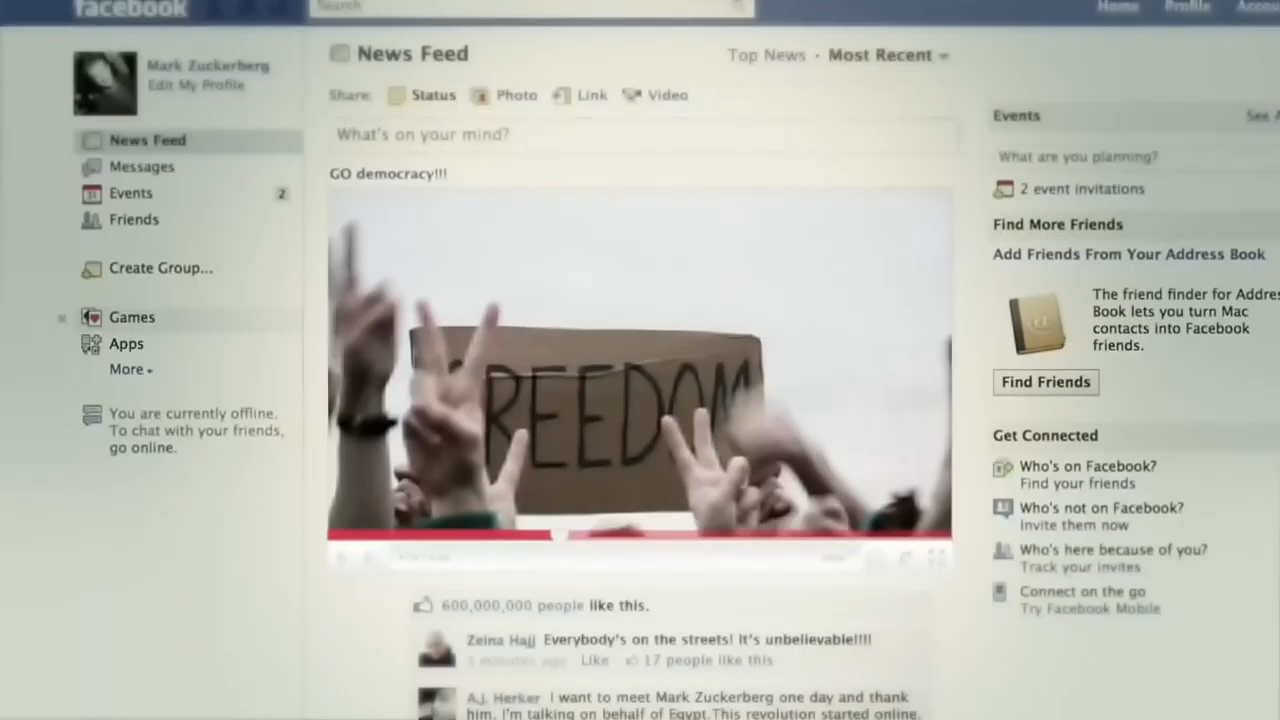 facebook
Search
Home Profile
Mark Zuckerberg
Edit My Profile
News Feed
Messages
Events 2
Friends
Create Group...
Games
Apps
More
You are currently offline.
To chat with your friends,
go online.
News Feed
Top News · Most Recent
Share: Status Photo Link Video
What's on your mind?
GO democracy!!!
REEDOM
600,000,000 people like this.
Zeina Hajj Everybody's on the streets! It's unbelievable!!!!
minutes ago Like 17 people like this
A.J. Herker I want to meet Mark Zuckerberg one day and thank
him. I'm talking on behalf of Egypt.This revolution started online.
Events See
What are you planning?
31 2 event invitations
Find More Friends
Add Friends From Your Address Book
The friend finder for
Book lets you turn Mac
contacts into Facebook
friends.
Find Friends
Get Connected
Who's on Facebook?
Find your friends
Who's not on Facebook?
Invite them now
Who's here because of you?
Track your invites
Connect on the go
Try Facebook Mobile